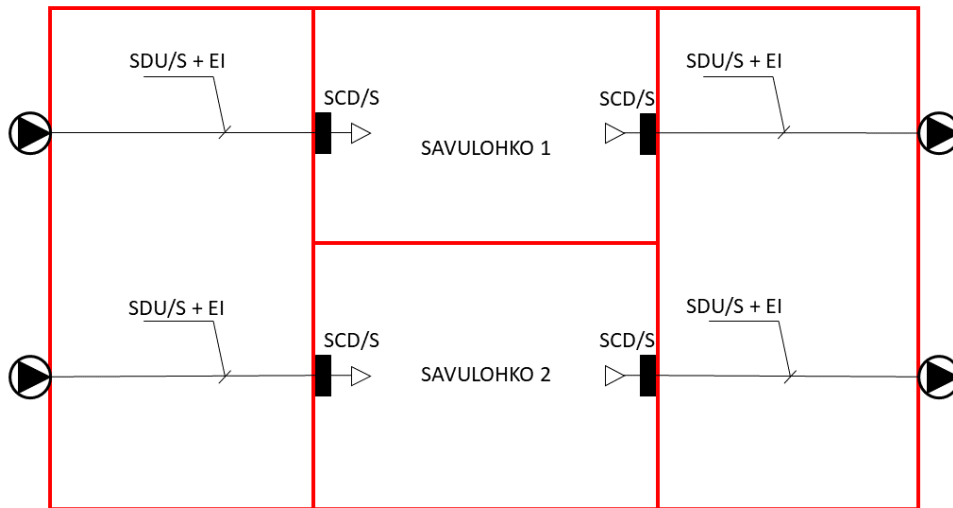 SDU/S + EI
SDU/S + EI
SCD/S
SCD/S
SAVULOHKO 1
SDU/S + EI
SDU/S + EI
SCD/S
SCD/S
SAVULOHKO 2